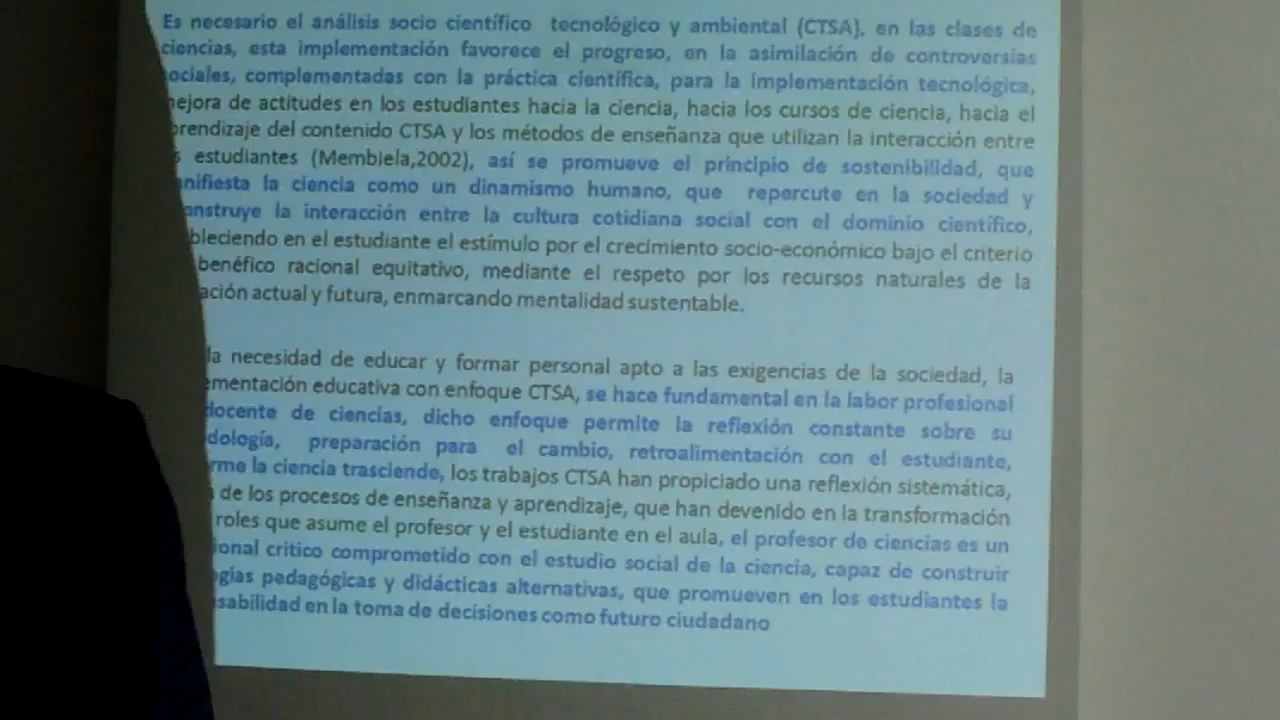 Es necesario el análisis socio científico tecnológico y ambiental (CTSA), en las clases de
ciencias, esta implementación favorece el progreso, en la asimilación de controversias
ociales, complementadas con la práctica científica, para la implementación tecnológica,
ejora de actitudes en los estudiantes hacia la ciencia, hacia los cursos de ciencia, hacia el
prendizaje del contenido CTSA y los métodos de enseñanza que utilizan la interacción entre
s estudiantes (Membiela,2002), así se promueve el principio de sostenibilidad, que
nifiesta la ciencia como un dinamismo humano, que repercute en la sociedad y
onstruye la interacción entre la cultura cotidiana social con el dominio científico,
bleciendo en el estudiante el estímulo por el crecimiento socio-económico bajo el criterio
benéfico racional equitativo, mediante el respeto por los recursos naturales de la
ación actual y futura, enmarcando mentalidad sustentable.
la necesidad de educar y formar personal apto a las exigencias de la sociedad, la
mentación educativa con enfoque CTSA, se hace fundamental en la labor profesional
docente de ciencias, dicho enfoque permite la reflexión constante sobre su
dología, preparación para el cambio, retroalimentación con el estudiante,
rme la ciencia trasciende, los trabajos CTSA han propiciado una reflexión sistemática,
de los procesos de enseñanza y aprendizaje, que han devenido en la transformación
roles que asume el profesor y el estudiante en el aula, el profesor de ciencias es un
ional critico comprometido con el estudio social de la ciencia, capaz de construir
gias pedagógicas y didácticas alternativas, que promueven en los estudiantes la
sabilidad en la toma de decisiones como futuro ciudadano